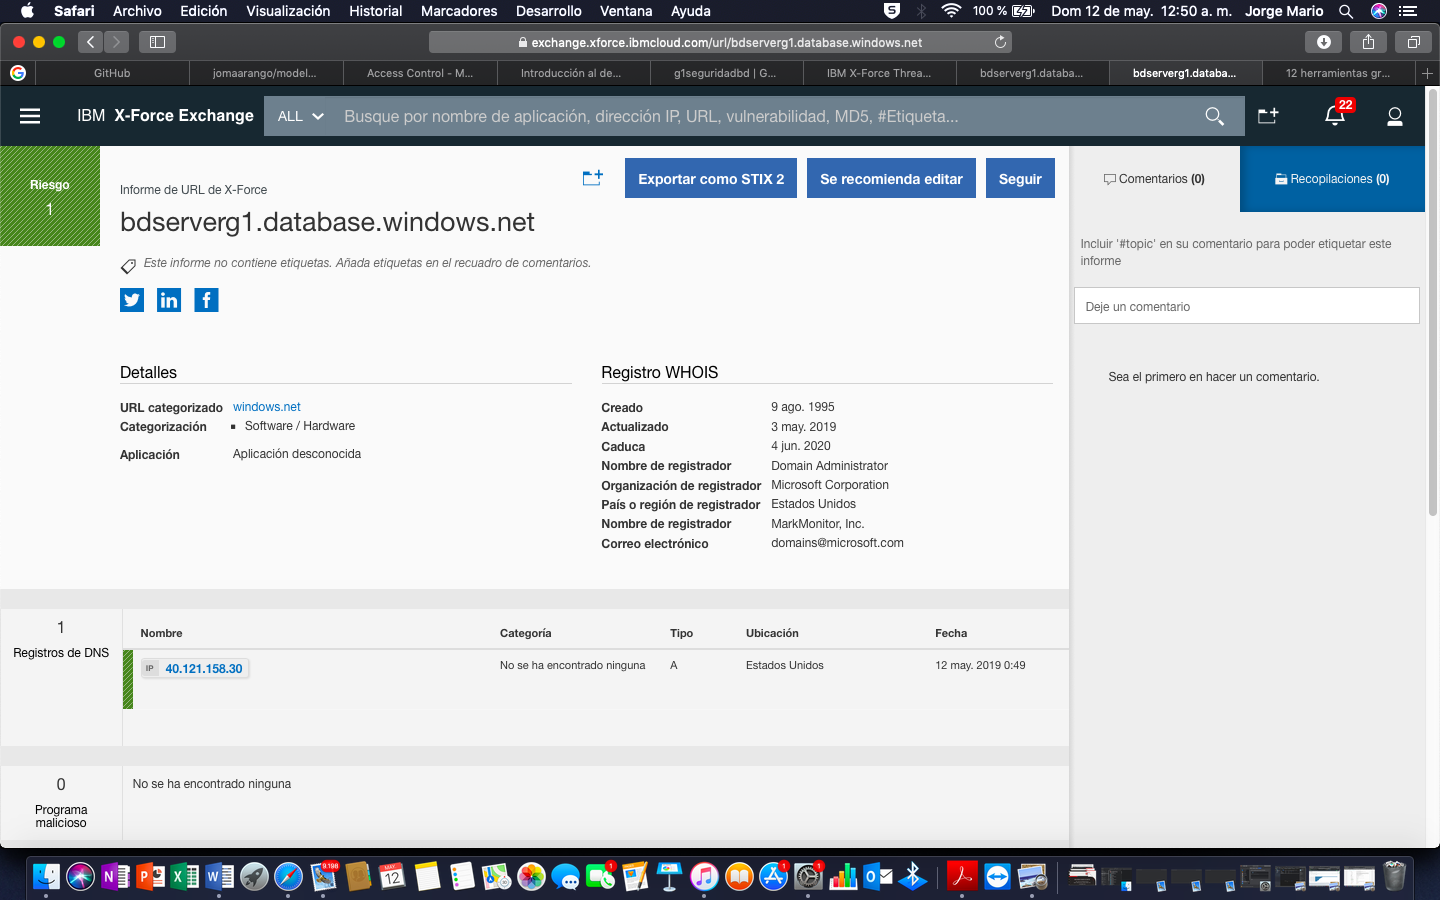 Safari Archivo Edición Visualización Historial Marcadores Desarrollo Ventana Ayuda S 100 % Dom 12 de may. 12:50 a. m. Jorge Mario
exchange.xforce.ibmcloud.com/url/bdserverg1.database.windows.net
G GitHub jomaarango/model... Access Control - M... Introducción al de... g1seguridadbd | G... IBM X-Force Threa... bdserverg1.databa... bdserverg1.databa... 12 herramientas gr... +
IBM X-Force Exchange ALL Busque por nombre de aplicación, dirección IP, URL, vulnerabilidad, MD5, #Etiqueta... 22
Riesgo
1
Informe de URL de X-Force
bdserverg1.database.windows.net
Exportar como STIX 2 Se recomienda editar Seguir
Este informe no contiene etiquetas. Añada etiquetas en el recuadro de comentarios.
in f
Comentarios (0) Recopilaciones (0)
Incluir '#topic' en su comentario para poder etiquetar este
informe
Deje un comentario
Sea el primero en hacer un comentario.
Detalles
URL categorizado windows.net
Categorización ▪ Software / Hardware
Aplicación Aplicación desconocida
Registro WHOIS
Creado 9 ago. 1995
Actualizado 3 may. 2019
Caduca 4 jun. 2020
Nombre de registrador Domain Administrator
Organización de registrador Microsoft Corporation
País o región de registrador Estados Unidos
Nombre de registrador MarkMonitor, Inc.
Correo electrónico domains@microsoft.com
1
Registros de DNS
Nombre Categoría Tipo Ubicación Fecha
IP 40.121.158.30 No se ha encontrado ninguna A Estados Unidos 12 may. 2019 0:49
0
Programa
malicioso
No se ha encontrado ninguna
N P X W 9.198 12 1 1 1 O